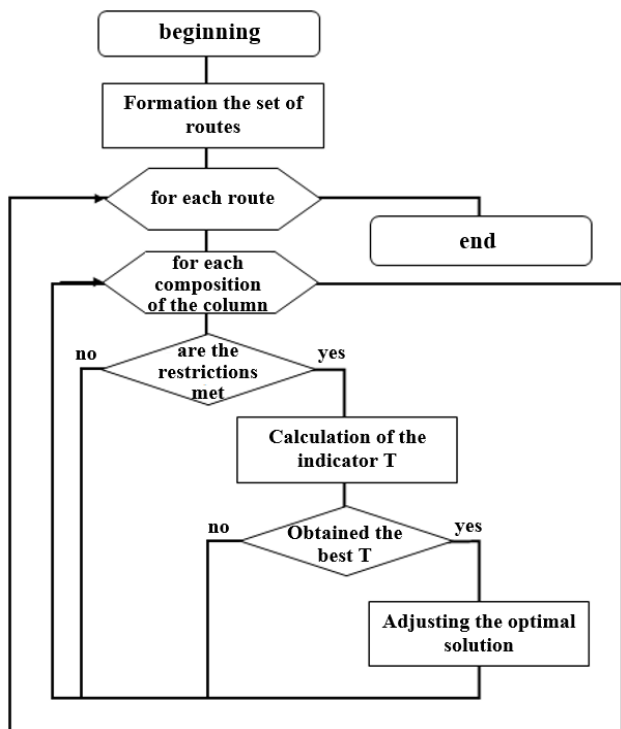 beginning
Formation the set of
routes
for each route
end
for each
composition
of the column
no
are the
restrictions
met
yes
Calculation of the
indicator T
no
Obtained the
best T
yes
Adjusting the optimal
solution